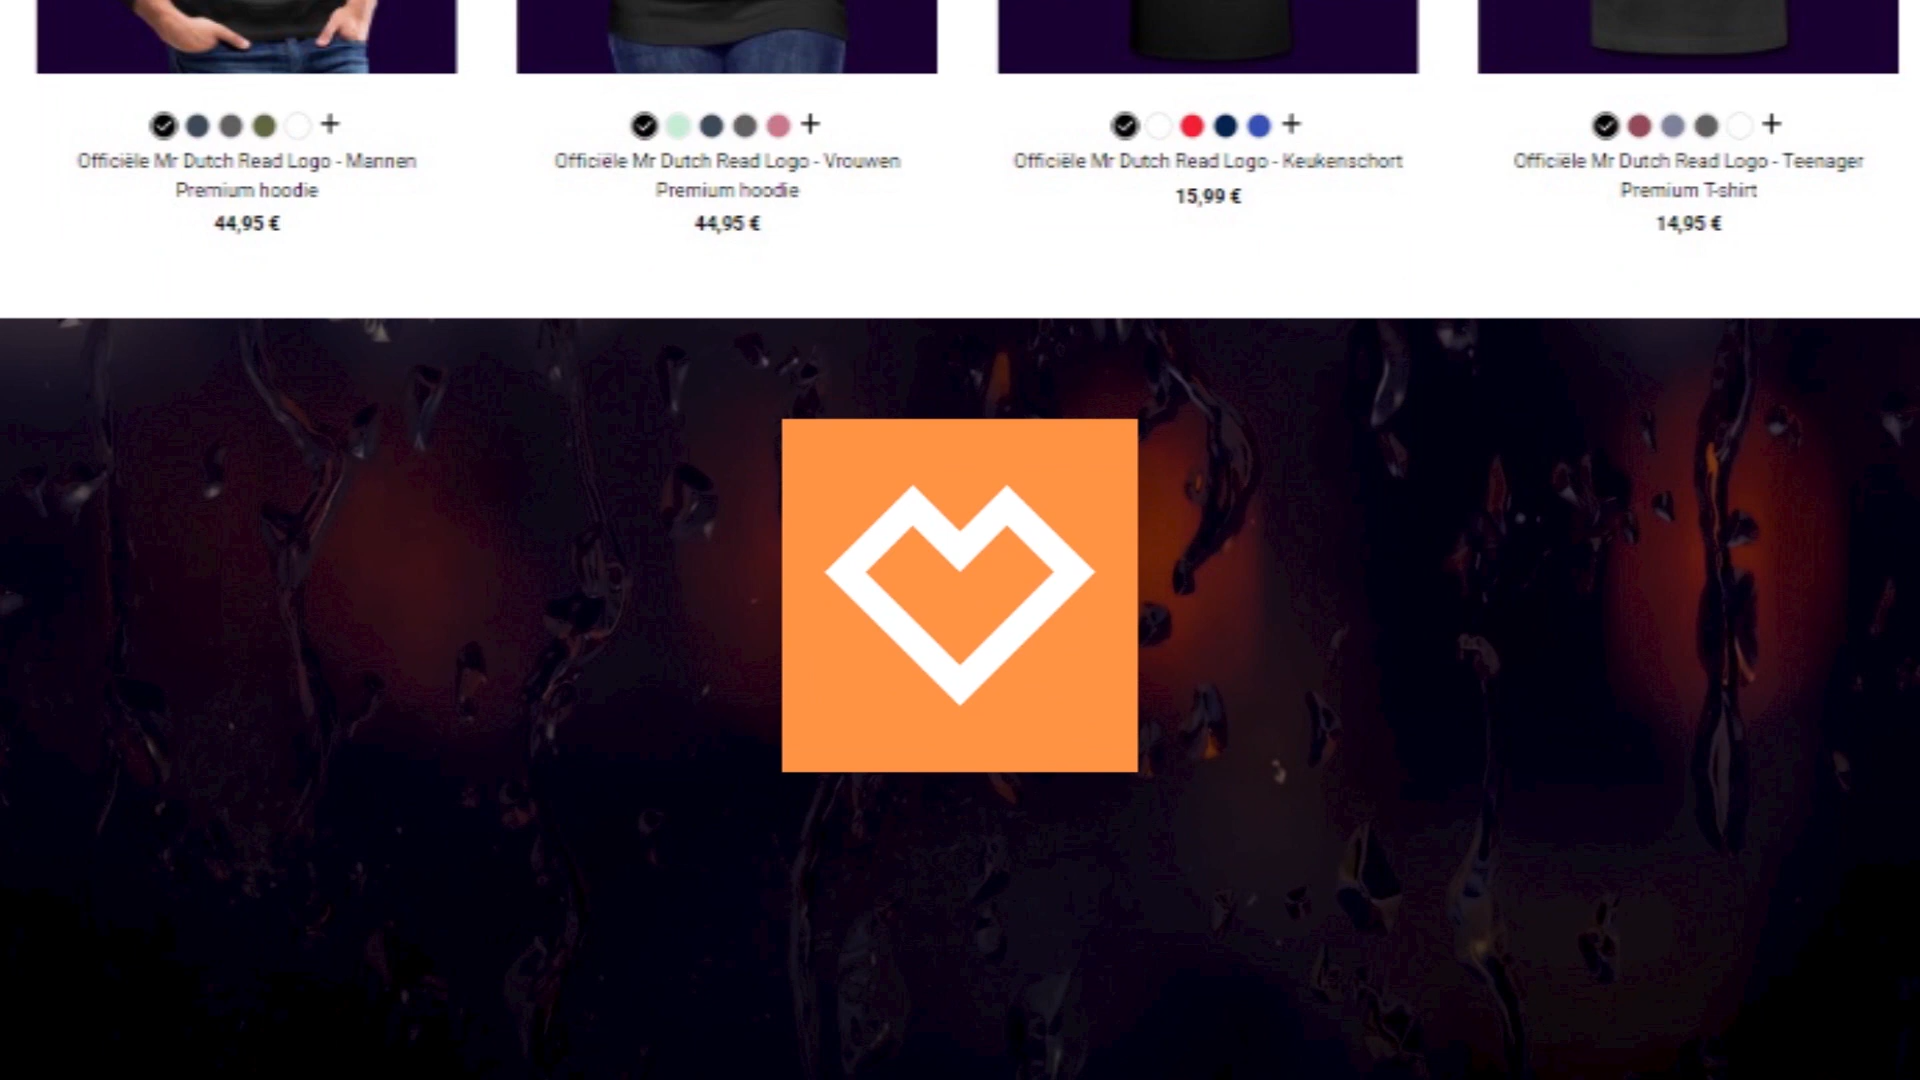 Officiële Mr Dutch Read Logo - Mannen
Premium hoodie
44,95 €
Officiële Mr Dutch Read Logo - Vrouwen
Premium hoodie
44,95 €
Officiële Mr Dutch Read Logo - Keukenschort
15,99 €
Officiële Mr Dutch Read Logo - Teenager
Premium T-shirt
14,95 €